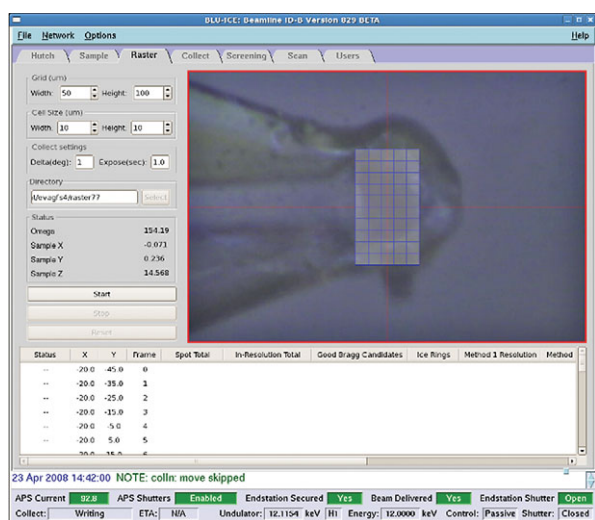 BLU-ICE: Beamline ID-B Version 829 BETA
File Network Options Help
Hutch Sample Raster Collect Screening Scan Users
Grid (um)
Width: 50 Height: 100
Cell Size (um)
Width: 10 Height: 10
Collect settings
Delta(deg): 1 Expose(sec): 1.0
Directory
Select
Status
Omega 154.19
Sample X -0.071
Sample Y 0.236
Sample Z 14.568
Start
Stop
Reset
Status X Y Frame Spot Total In-Resolution Total Good Bragg Candidates Ice Rings Method 1 Resolution Method
-- -20.0 -45.0 0
-- -20.0 -35.0 1
-- -20.0 -25.0 2
-- -20.0 -15.0 3
-- -20.0 -5.0 4
-- -20.0 5.0 5
-20.0 15.0 6
23 Apr 2008 14:42:00 NOTE: colln: move skipped
APS Current 92.8 APS Shutters Enabled Endstation Secured Yes Beam Delivered Yes Endstation Shutter Open
Collect: Writing ETA: N/A Undulator: 12.1154 keV H1 Energy: 12.0000 keV Control: Passive Shutter: Closed